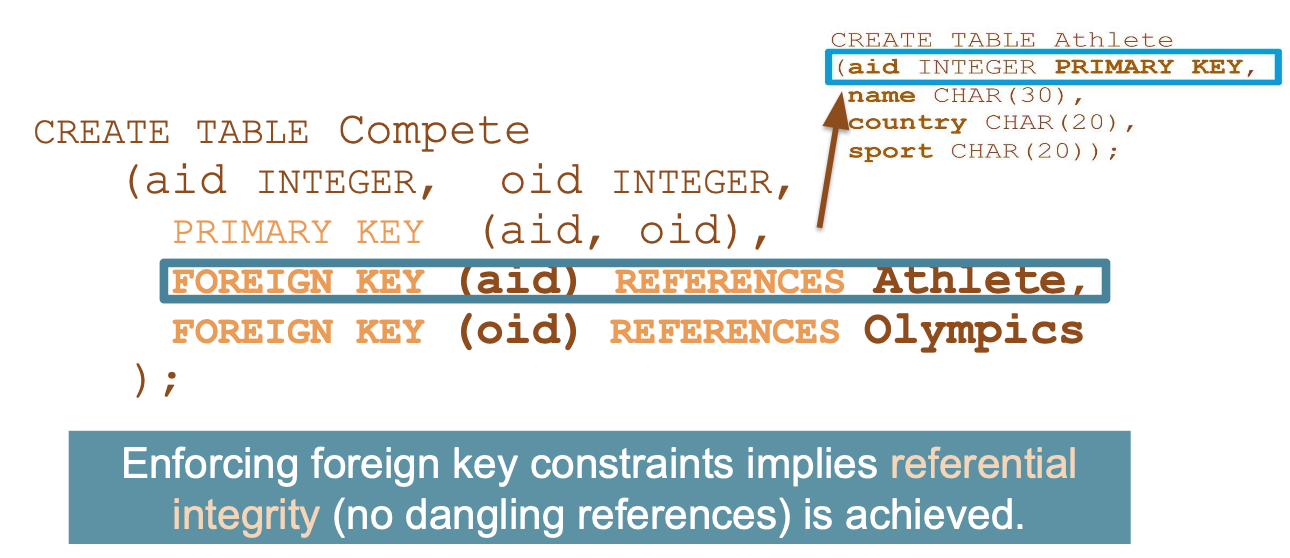 CREATE TABLE Athlete
(aid INTEGER PRIMARY KEY,
name CHAR(30),
country CHAR(20),
sport CHAR(20));
CREATE TABLE Compete
(aid INTEGER, oid INTEGER,
PRIMARY KEY (aid, oid),
FOREIGN KEY (aid) REFERENCES Athlete,
FOREIGN KEY (oid) REFERENCES Olympics
);
Enforcing foreign key constraints implies referential
integrity (no dangling references) is achieved.